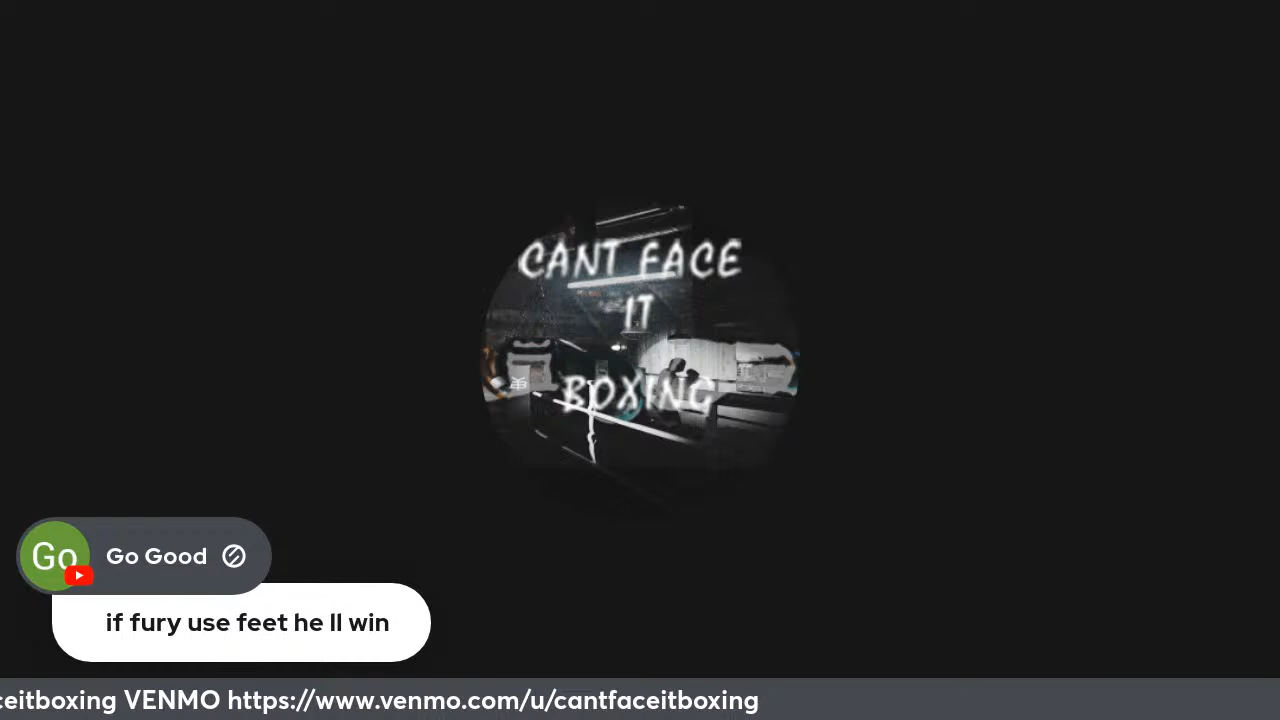 CANT FACE
IT
BOXING
Go
Go Good
if fury use feet he ll win
ceitboxing VENMO https://www.venmo.com/u/cantfaceitboxing